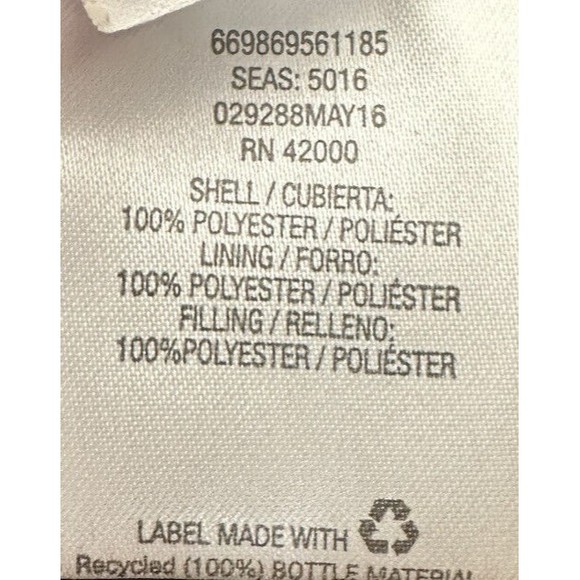 669869561185
SEAS: 5016
029288MAY16
RN 42000
SHELL / CUBIERTA:
100% POLYESTER / POLIÉSTER
LINING / FORRO:
100% POLYESTER / POLIÉSTER
FILLING / RELLENO:
100%POLYESTER / POLIÉSTER
LABEL MADE WITH
Recycled (100%) BOTTLE MATERIAL